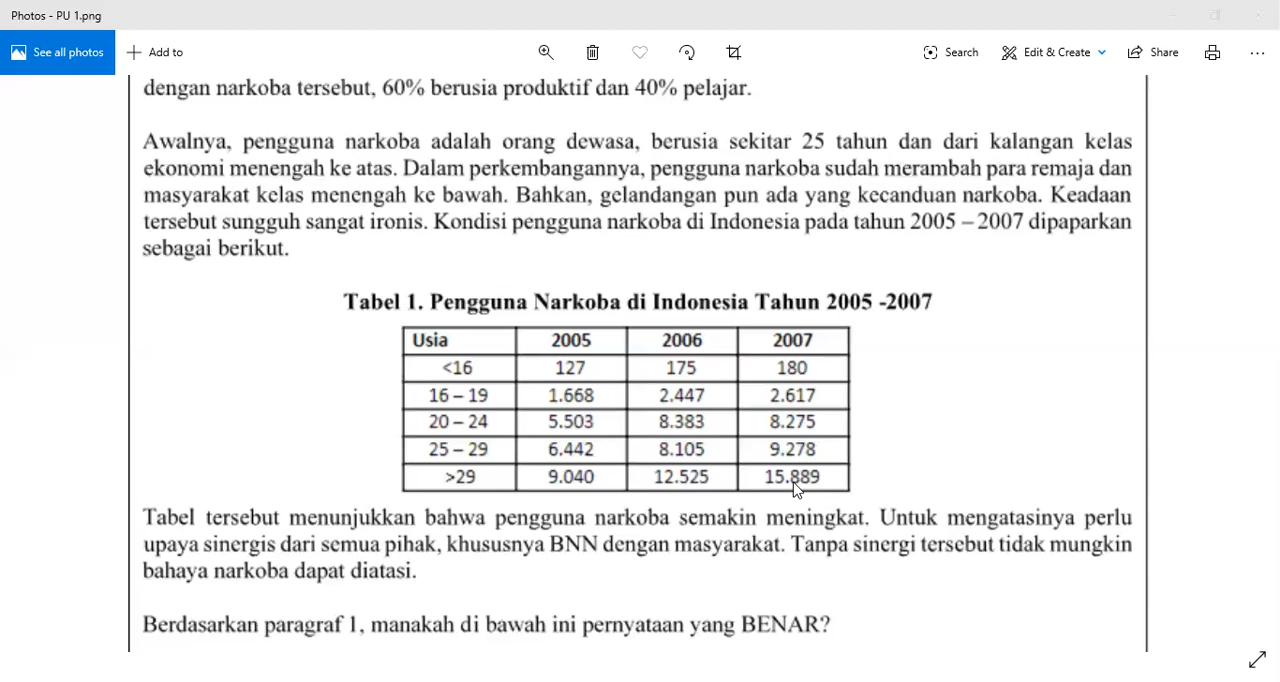 Photos - PU 1.png
See all photos
Add to
Search
Edit & Create
Share
dengan narkoba tersebut, 60% berusia produktif dan 40% pelajar.
Awalnya, pengguna narkoba adalah orang dewasa, berusia sekitar 25 tahun dan dari kalangan kelas
ekonomi menengah ke atas. Dalam perkembangannya, pengguna narkoba sudah merambah para remaja dan
masyarakat kelas menengah ke bawah. Bahkan, gelandangan pun ada yang kecanduan narkoba. Keadaan
tersebut sungguh sangat ironis. Kondisi pengguna narkoba di Indonesia pada tahun 2005 – 2007 dipaparkan
sebagai berikut.
Tabel 1. Pengguna Narkoba di Indonesia Tahun 2005 -2007
Usia 2005 2006 2007
<16 127 175 180
16 – 19 1.668 2.447 2.617
20 – 24 5.503 8.383 8.275
25 – 29 6.442 8.105 9.278
>29 9.040 12.525 15.889
Tabel tersebut menunjukkan bahwa pengguna narkoba semakin meningkat. Untuk mengatasinya perlu
upaya sinergis dari semua pihak, khususnya BNN dengan masyarakat. Tanpa sinergi tersebut tidak mungkin
bahaya narkoba dapat diatasi.
Berdasarkan paragraf 1, manakah di bawah ini pernyataan yang BENAR?